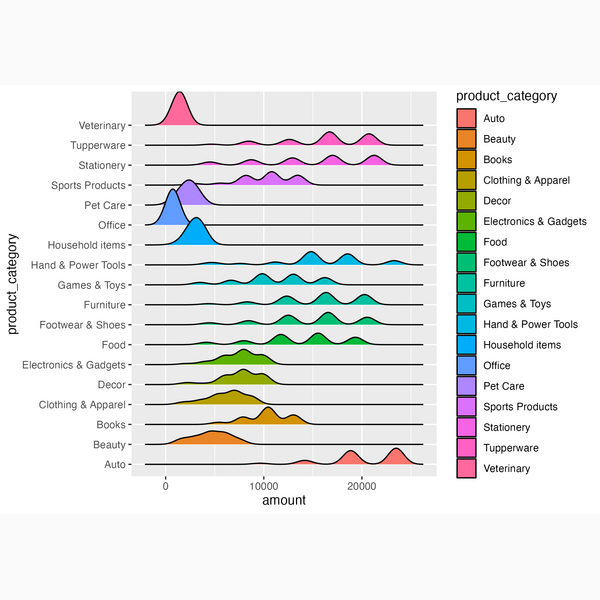 product_category
Veterinary
Tupperware
Stationery
Sports Products
Pet Care
Office
Household items
Hand & Power Tools
Games & Toys
Furniture
Footwear & Shoes
Food
Electronics & Gadgets
Decor
Clothing & Apparel
Books
Beauty
Auto
0
10000
20000
amount
product_category
Auto
Beauty
Books
Clothing & Apparel
Decor
Electronics & Gadgets
Food
Footwear & Shoes
Furniture
Games & Toys
Hand & Power Tools
Household items
Office
Pet Care
Sports Products
Stationery
Tupperware
Veterinary